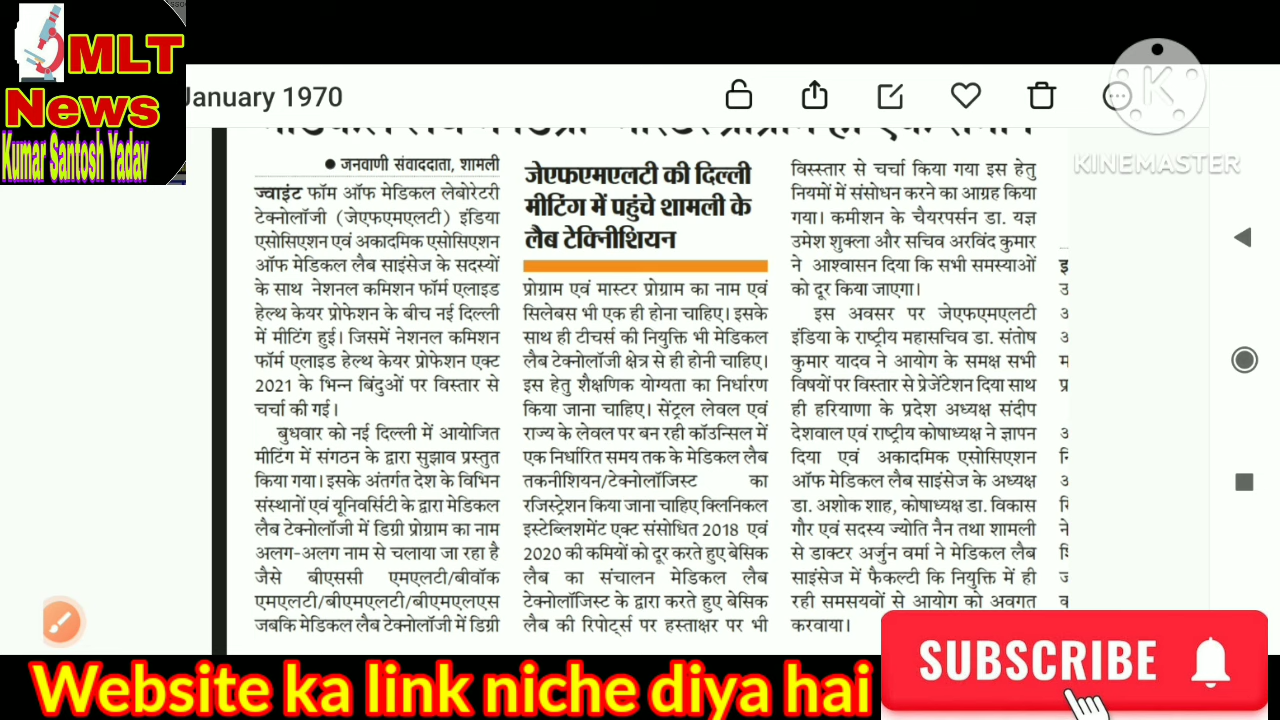 MLT
News
Kumar Santosh Yadav
January 1970
KINEMASTER
● जनवाणी संवाददाता, शामली
ज्वाइंट फॉम ऑफ मेडिकल लेबोरेटरी
टेक्नोलॉजी (जेएफएमएलटी) इंडिया
एसोसिएशन एवं अकादमिक एसोसिएशन
ऑफ मेडिकल लैब साइंसेज के सदस्यों
के साथ नेशनल कमिशन फॉर्म एलाइड
हेल्थ केयर प्रोफेशन के बीच नई दिल्ली
में मीटिंग हुई। जिसमें नेशनल कमिशन
फॉर्म एलाइड हेल्थ केयर प्रोफेशन एक्ट
2021 के भिन्न बिंदुओं पर विस्तार से
चर्चा की गई।
बुधवार को नई दिल्ली में आयोजित
मीटिंग में संगठन के द्वारा सुझाव प्रस्तुत
किया गया। इसके अंतर्गत देश के विभिन
संस्थानों एवं यूनिवर्सिटी के द्वारा मेडिकल
लैब टेक्नोलॉजी में डिग्री प्रोग्राम का नाम
अलग-अलग नाम से चलाया जा रहा है
जैसे बीएससी एमएलटी/बीवॉक
एमएलटी/बीएमएलटी/बीएमएलएस
जबकि मेडिकल लैब टेक्नोलॉजी में डिग्री
जेएफएमएलटी की दिल्ली
मीटिंग में पहुंचे शामली के
लैब टेक्निीशियन
प्रोग्राम एवं मास्टर प्रोग्राम का नाम एवं
सिलेबस भी एक ही होना चाहिए। इसके
साथ ही टीचर्स की नियुक्ति भी मेडिकल
लैब टेक्नोलॉजी क्षेत्र से ही होनी चाहिए।
इस हेतु शैक्षणिक योग्यता का निर्धारण
किया जाना चाहिए। सेंट्रल लेवल एवं
राज्य के लेवल पर बन रही कॉउन्सिल में
एक निर्धारित समय तक के मेडिकल लैब
तकनीशियन/टेक्नोलॉजिस्ट का
रजिस्ट्रेशन किया जाना चाहिए क्लिनिकल
इस्टेब्लिशमेंट एक्ट संसोधित 2018 एवं
2020 की कमियों को दूर करते हुए बेसिक
लैब का संचालन मेडिकल लैब
टेक्नोलॉजिस्ट के द्वारा करते हुए बेसिक
लैब की रिपोर्ट्स पर हस्ताक्षर पर भी
विस्स्तार से चर्चा किया गया इस हेतु
नियमों में संसोधन करने का आग्रह किया
गया। कमीशन के चैयरपर्सन डा. यज्ञ
उमेश शुक्ला और सचिव अरविंद कुमार
ने आश्वासन दिया कि सभी समस्याओं
को दूर किया जाएगा।
इस अवसर पर जेएफएमएलटी
इंडिया के राष्ट्रीय महासचिव डा. संतोष
कुमार यादव ने आयोग के समक्ष सभी
विषयों पर विस्तार से प्रेजेंटेशन दिया साथ
ही हरियाणा के प्रदेश अध्यक्ष संदीप
देशवाल एवं राष्ट्रीय कोषाध्यक्ष ने ज्ञापन
दिया एवं अकादमिक एसोसिएशन
ऑफ मेडिकल लैब साइंसेज के अध्यक्ष
डा. अशोक शाह, कोषाध्यक्ष डा. विकास
गौर एवं सदस्य ज्योति नैन तथा शामली
से डाक्टर अर्जुन वर्मा ने मेडिकल लैब
साइंसेज में फैकल्टी कि नियुक्ति में ही
रही समसयवों से आयोग को अवगत
करवाया।
Website ka link niche diya hai
SUBSCRIBE